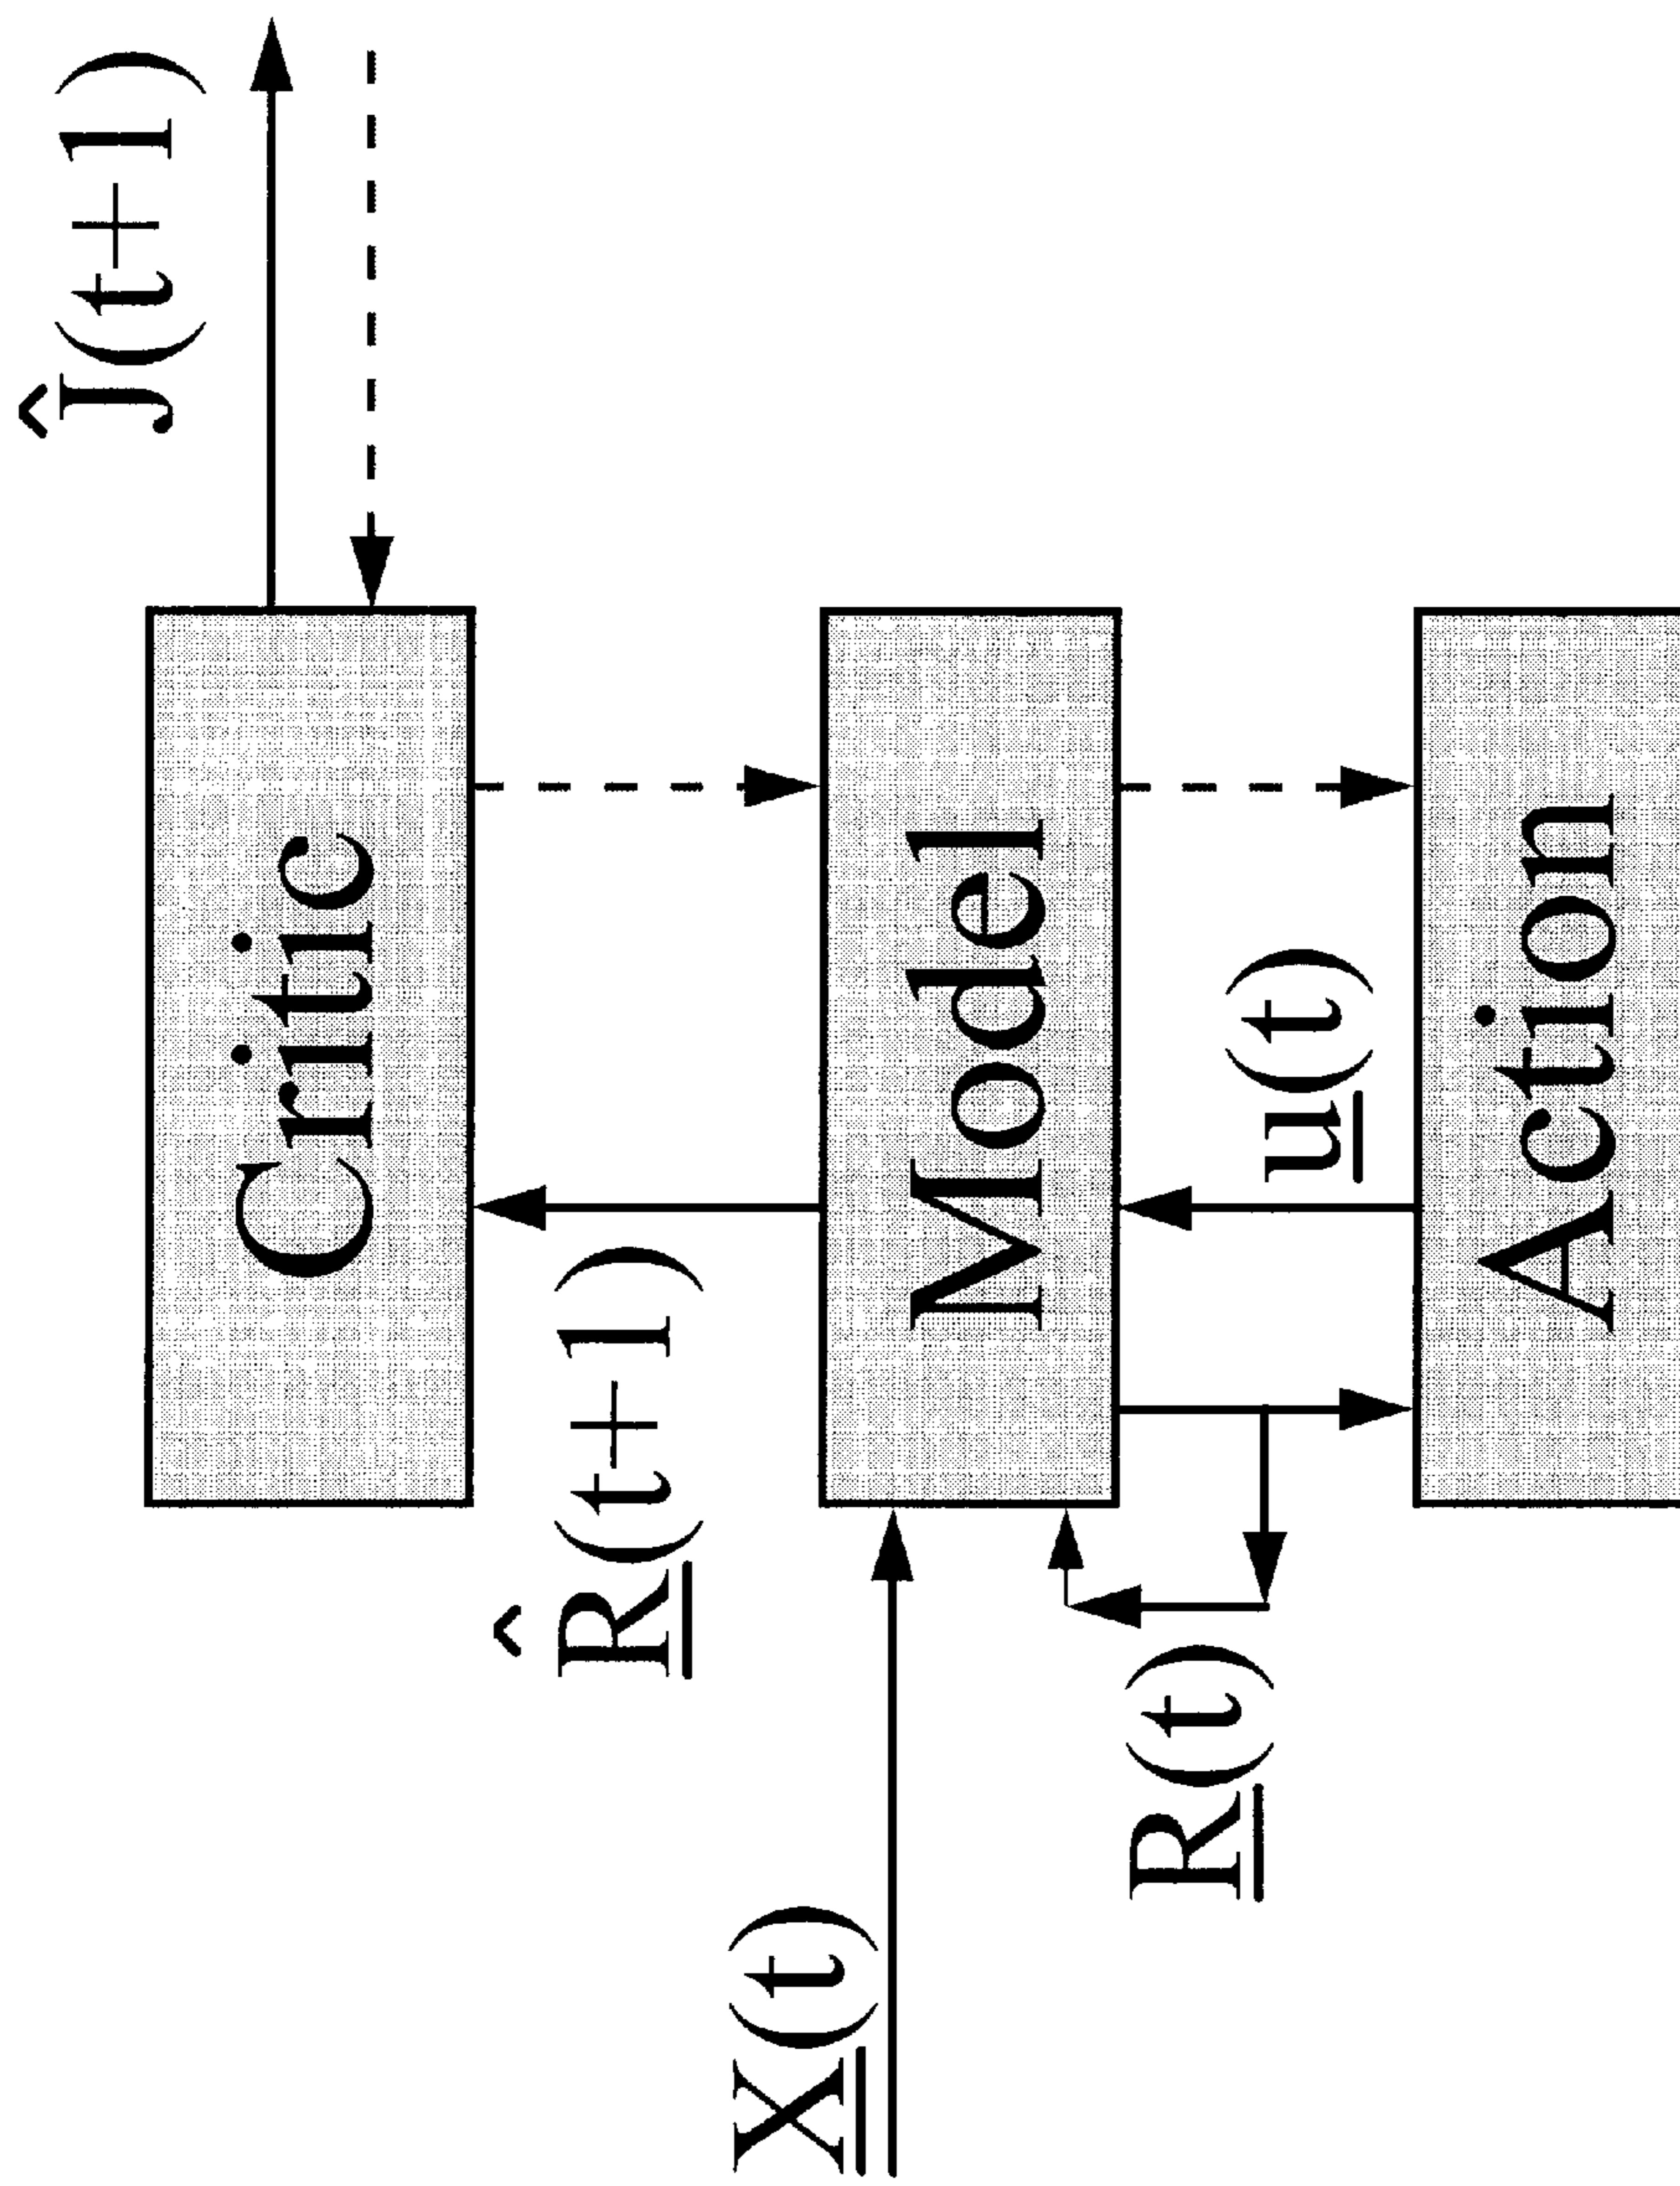 Ĵ(t+1)
Critic
R̂(t+1)
X(t)
Model
R(t)
u(t)
Action